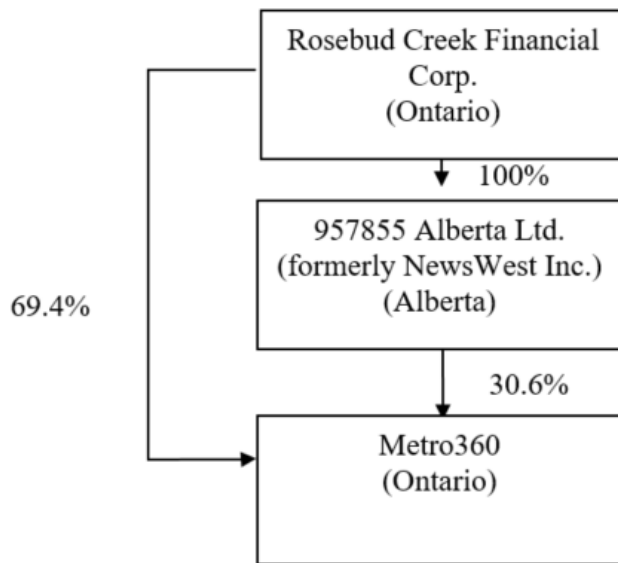 Rosebud Creek Financial
Corp.
(Ontario)
100%
957855 Alberta Ltd.
(formerly NewsWest Inc.)
(Alberta)
69.4%
30.6%
Metro360
(Ontario)